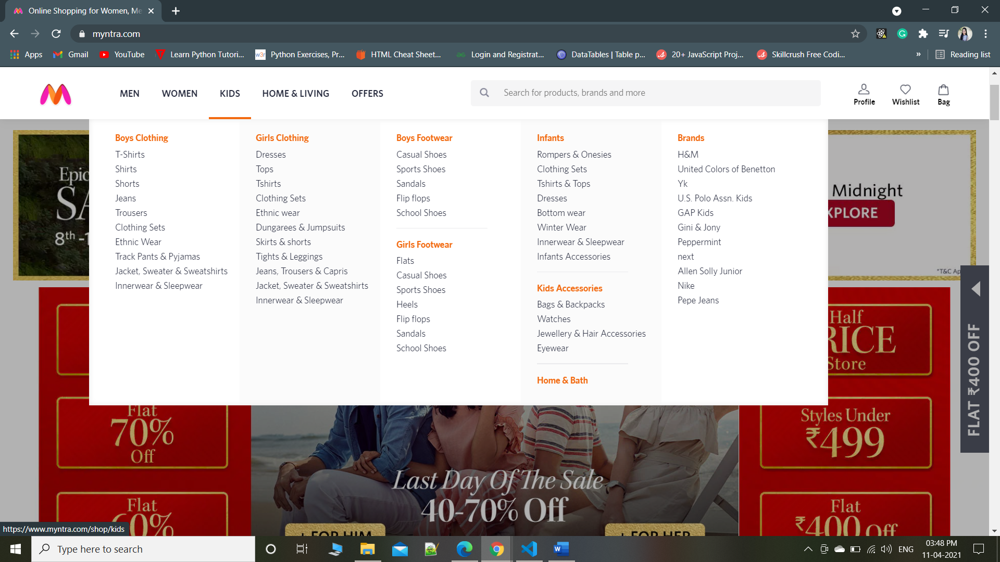 Online Shopping for Women, Me
myntra.com
Apps
Gmail
YouTube
Learn Python Tutori...
w3r
Python Exercises, Pr...
HTML Cheat Sheet...
Login and Registrat...
DataTables | Table p...
20+ JavaScript Proj...
Skillcrush Free Codi...
»
Reading list
MEN
WOMEN
KIDS
HOME & LIVING
OFFERS
Search for products, brands and more
Profile
Wishlist
Bag
Boys Clothing
T-Shirts
Shirts
Shorts
Jeans
Trousers
Clothing Sets
Ethnic Wear
Track Pants & Pyjamas
Jacket, Sweater & Sweatshirts
Innerwear & Sleepwear
Girls Clothing
Dresses
Tops
Tshirts
Clothing Sets
Ethnic wear
Dungarees & Jumpsuits
Skirts & shorts
Tights & Leggings
Jeans, Trousers & Capris
Jacket, Sweater & Sweatshirts
Innerwear & Sleepwear
Boys Footwear
Casual Shoes
Sports Shoes
Sandals
Flip flops
School Shoes
Girls Footwear
Flats
Casual Shoes
Sports Shoes
Heels
Flip flops
Sandals
School Shoes
Infants
Rompers & Onesies
Clothing Sets
Tshirts & Tops
Dresses
Bottom wear
Winter Wear
Innerwear & Sleepwear
Infants Accessories
Kids Accessories
Bags & Backpacks
Watches
Jewellery & Hair Accessories
Eyewear
Home & Bath
Brands
H&M
United Colors of Benetton
Yk
U.S. Polo Assn. Kids
GAP Kids
Gini & Jony
Peppermint
next
Allen Solly Junior
Nike
Pepe Jeans
Epic
SA
8th -1
Midnight
XPLORE
*T&C Ap
FLAT ₹400 OFF
Half
RICE
Store
Flat
70%
Off
Styles Under
₹499
Last Day Of The Sale
40-70% Off
Flat
60%
Flat
₹400 Off
+ FOR HIM
+ FOR HER
https://www.myntra.com/shop/kids
Type here to search
ENG
03:48 PM
11-04-2021